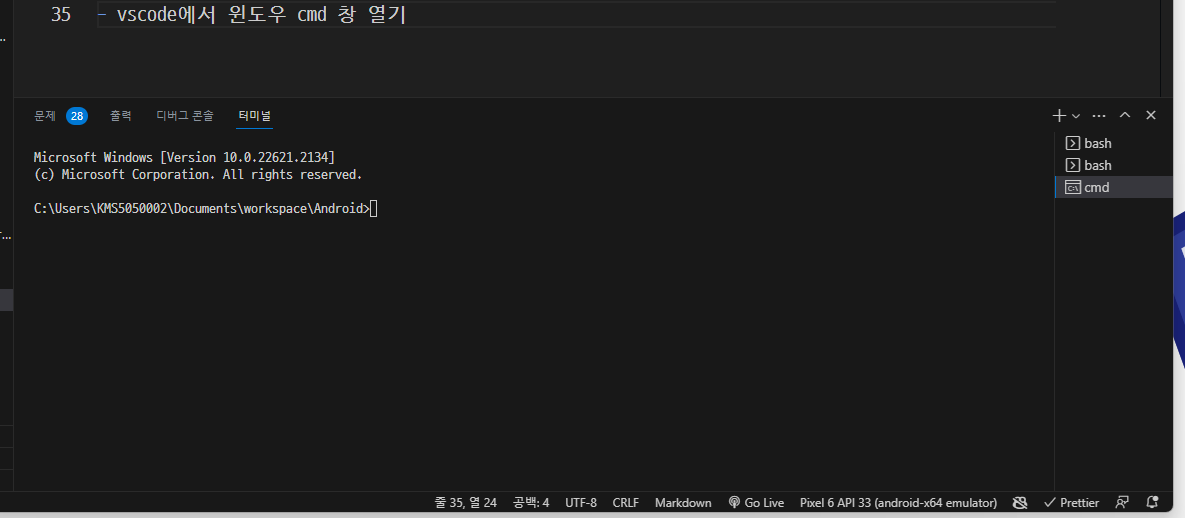 35 - vscode에서 윈도우 cmd 창 열기
문제 28 출력 디버그 콘솔 터미널
Microsoft Windows [Version 10.0.22621.2134]
(c) Microsoft Corporation. All rights reserved.
C:\Users\KMS5050002\Documents\workspace\Android>
bash
bash
cmd
줄 35, 열 24 공백: 4 UTF-8 CRLF Markdown Go Live Pixel 6 API 33 (android-x64 emulator) Prettier